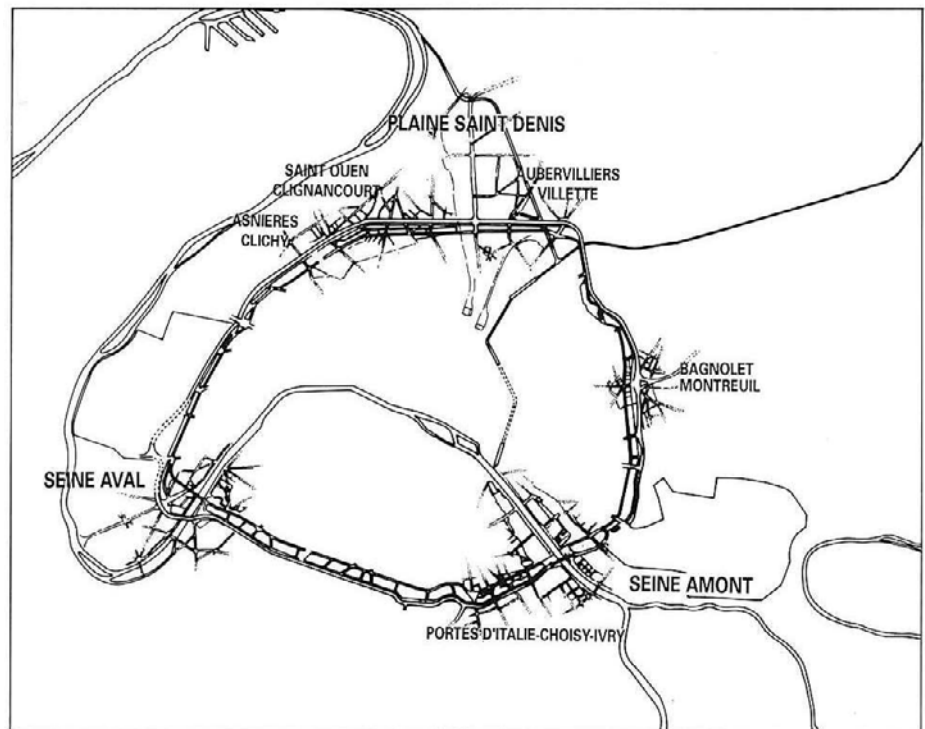 PLAINE SAINT DENIS
SAINT OUEN
CLIGNANCOURT
UBERVILLIERS
VILLETTE
ASNIERES
CLICHY
BAGNOLET
MONTREUIL
SEINE AVAL
SEINE AMONT
PORTES D'ITALIE-CHOISY-IVRY